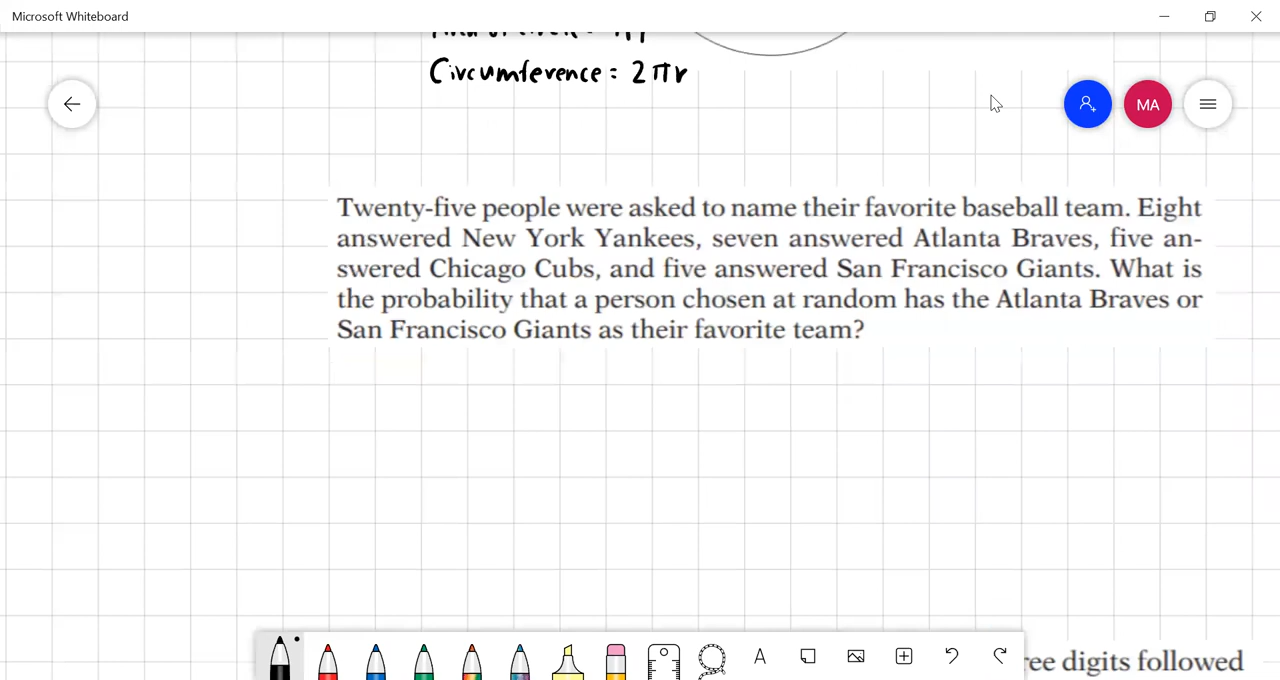 Microsoft Whiteboard
Circumference = 2πr
MA
Twenty-five people were asked to name their favorite baseball team. Eight
answered New York Yankees, seven answered Atlanta Braves, five an-
swered Chicago Cubs, and five answered San Francisco Giants. What is
the probability that a person chosen at random has the Atlanta Braves or
San Francisco Giants as their favorite team?
A
digits followed